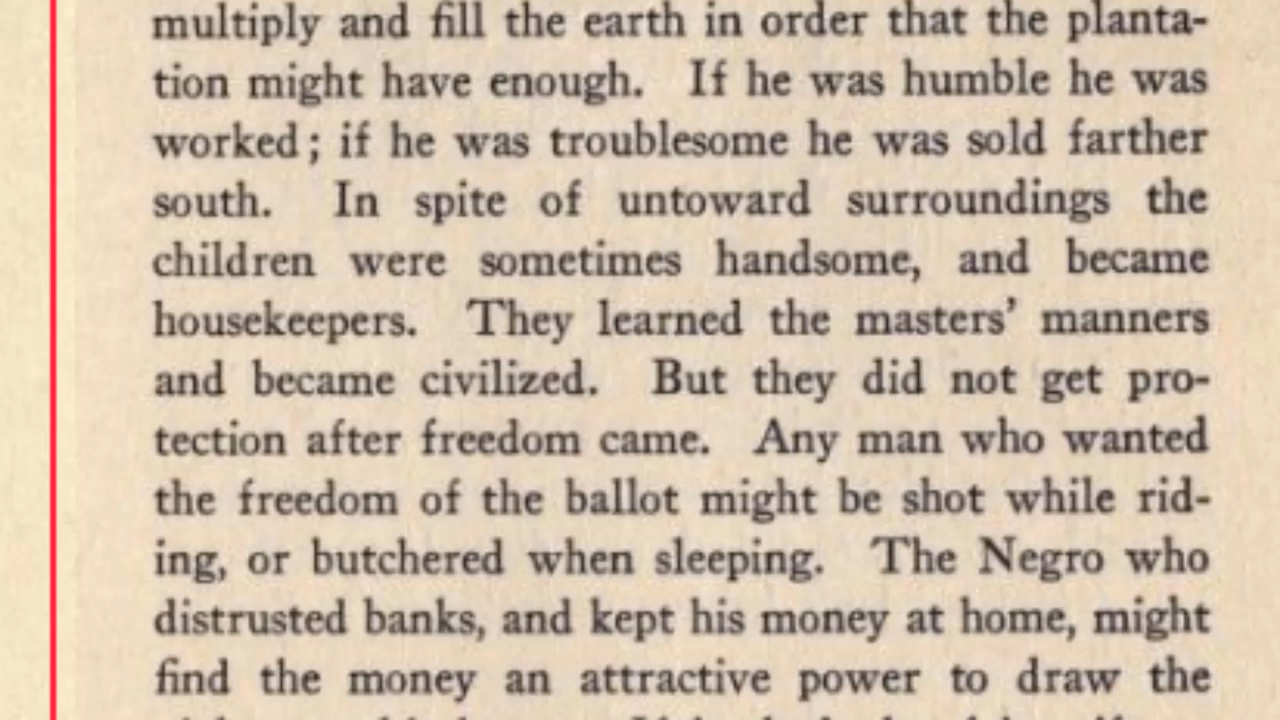 multiply and fill the earth in order that the planta-
tion might have enough. If he was humble he was
worked; if he was troublesome he was sold farther
south. In spite of untoward surroundings the
children were sometimes handsome, and became
housekeepers. They learned the masters' manners
and became civilized. But they did not get pro-
tection after freedom came. Any man who wanted
the freedom of the ballot might be shot while rid-
ing, or butchered when sleeping. The Negro who
distrusted banks, and kept his money at home, might
find the money an attractive power to draw the